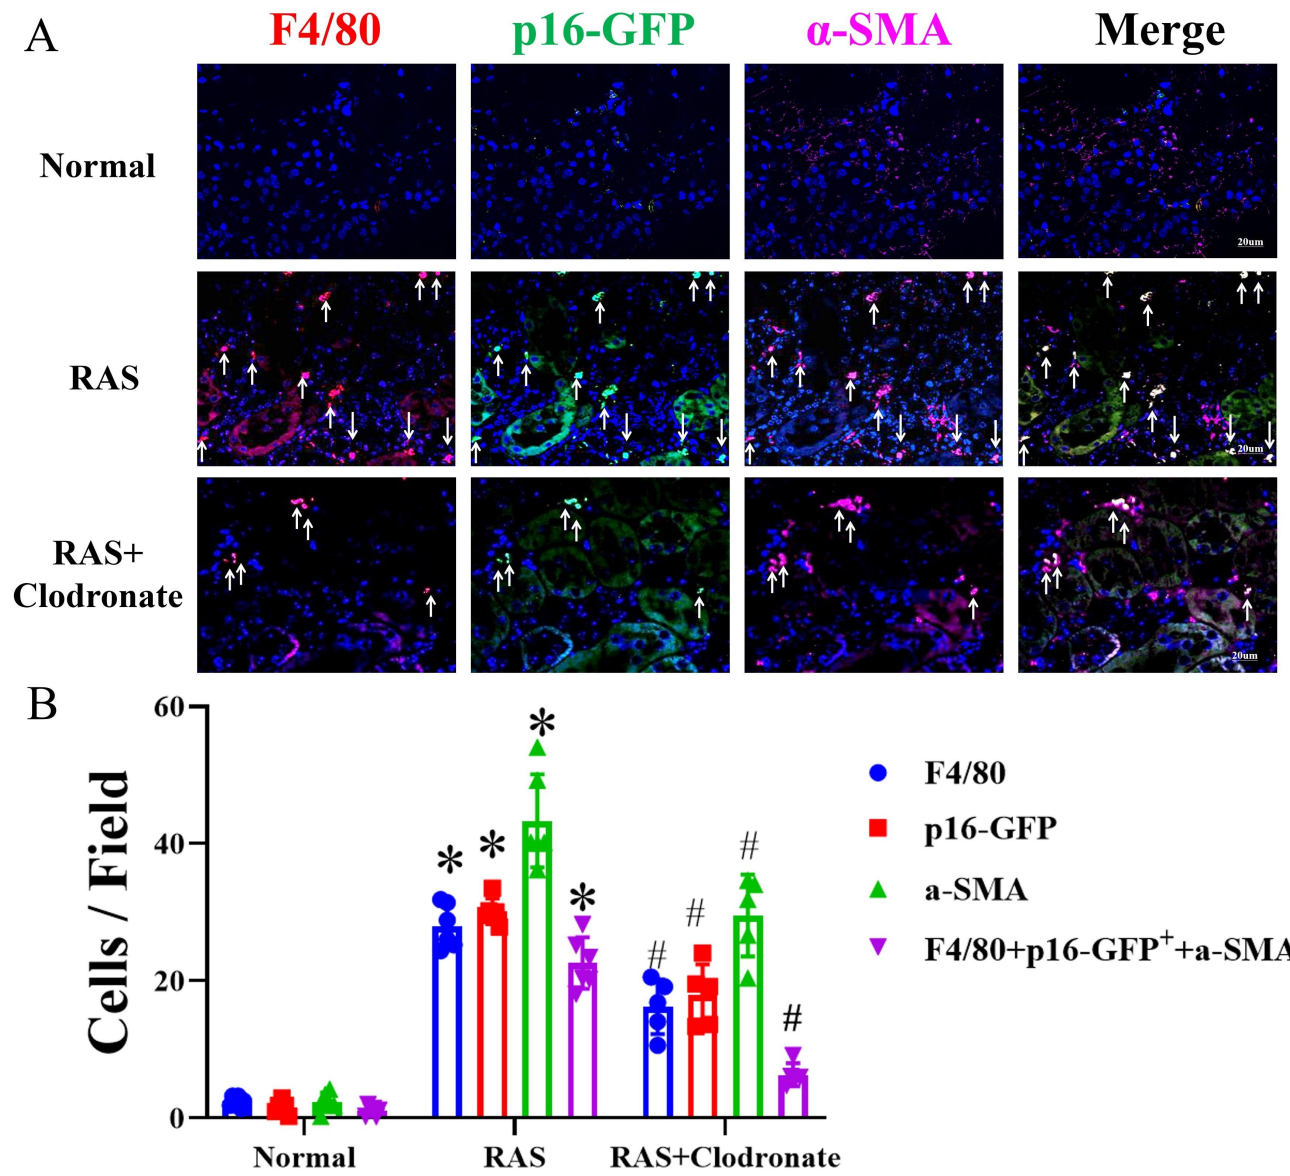 A
F4/80 p16-GFP α-SMA Merge
Normal
20um
RAS
20um
RAS+
Clodronate
20um
B
Cells / Field
60
40
20
0
* * * *
# # # #
Normal RAS RAS+Clodronate
F4/80
p16-GFP
a-SMA
F4/80+p16-GFP⁺+a-SMA